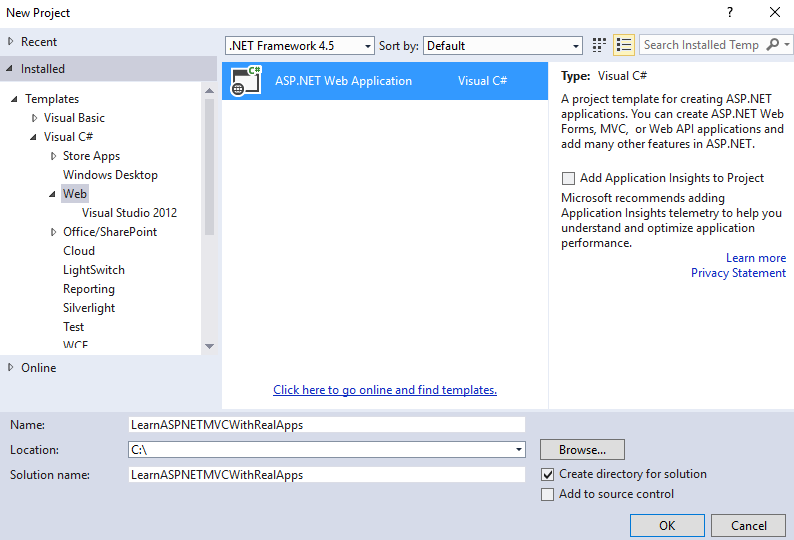 New Project
?
Recent
.NET Framework 4.5
Sort by:
Default
Search Installed Temp
Installed
Templates
Visual Basic
Visual C#
Store Apps
Windows Desktop
Web
Visual Studio 2012
Office/SharePoint
Cloud
LightSwitch
Reporting
Silverlight
Test
WCF
Online
C#
ASP.NET Web Application
Visual C#
Click here to go online and find templates.
Type: Visual C#
A project template for creating ASP.NET
applications. You can create ASP.NET Web
Forms, MVC, or Web API applications and
add many other features in ASP.NET.
Add Application Insights to Project
Microsoft recommends adding
Application Insights telemetry to help you
understand and optimize application
performance.
Learn more
Privacy Statement
Name:
LearnASPNETMVCWithRealApps
Location:
C:\
Browse...
Solution name:
LearnASPNETMVCWithRealApps
Create directory for solution
Add to source control
OK
Cancel